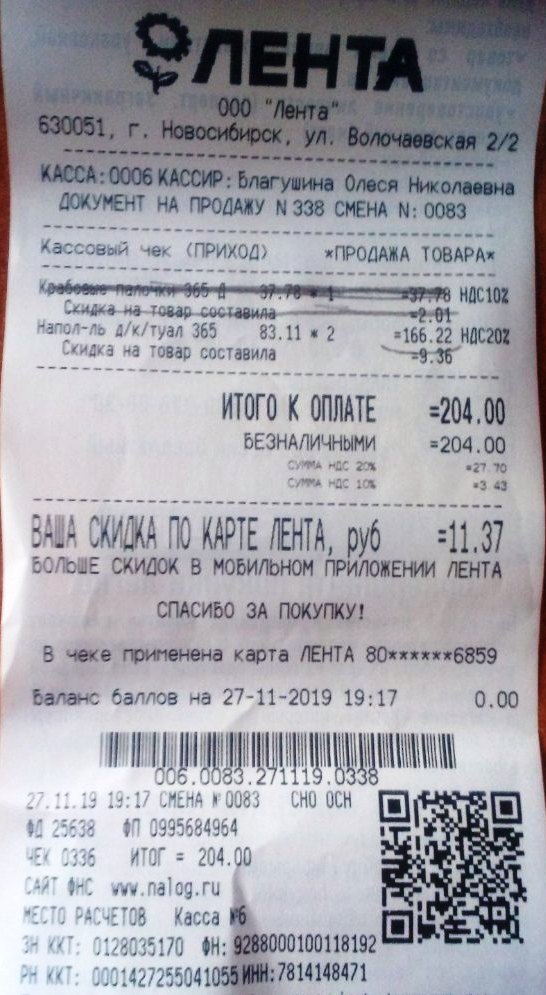 ЛЕНТА
ООО "Лента"
630051, г. Новосибирск, ул. Волочаевская 2/2
КАССА:0006 КАССИР: Благушина Олеся Николаевна
ДОКУМЕНТ НА ПРОДАЖУ N 338 СМЕНА N: 0083
Кассовый чек (ПРИХОД) *ПРОДАЖА ТОВАРА*
Крабовые палочки 365 Д 37.78 * 1 =37.78 НДС10%
Скидка на товар составила =2.01
Напол-ль д/к/туал 365 83.11 * 2 =166.22 НДС20%
Скидка на товар составила =9.36
ИТОГО К ОПЛАТЕ =204.00
БЕЗНАЛИЧНЫМИ =204.00
СУММА НДС 20% =27.70
СУММА НДС 10% =3.43
ВАША СКИДКА ПО КАРТЕ ЛЕНТА, руб =11.37
БОЛЬШЕ СКИДОК В МОБИЛЬНОМ ПРИЛОЖЕНИИ ЛЕНТА
СПАСИБО ЗА ПОКУПКУ!
В чеке применена карта ЛЕНТА 80******6859
Баланс баллов на 27-11-2019 19:17 0.00
006.0083.271119.0338
27.11.19 19:17 СМЕНА №0083 СНО ОСН
ФД 25638 ФП 0995684964
ЧЕК 0336 ИТОГ = 204.00
САЙТ ФНС www.nalog.ru
МЕСТО РАСЧЕТОВ Касса №6
ЗН ККТ: 0128035170 ФН: 9288000100118192
РН ККТ: 0001427255041055 ИНН: 7814148471